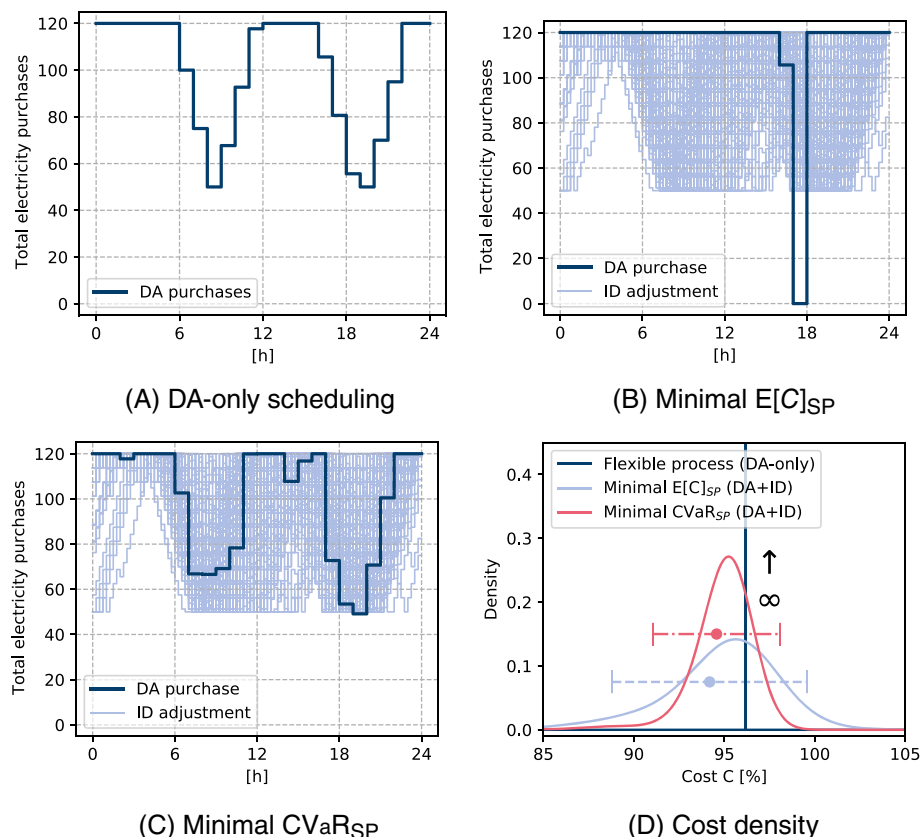 120
100
80
60
40
20
0
Total electricity purchases
DA purchases
0 6 12 18 24
[h]
(A) DA-only scheduling
120
100
80
60
40
20
0
Total electricity purchases
DA purchase
ID adjustment
0 6 12 18 24
[h]
(B) Minimal E[C]SP
120
100
80
60
40
20
0
Total electricity purchases
DA purchase
ID adjustment
0 6 12 18 24
[h]
(C) Minimal CVaRSP
0.4
0.3
0.2
0.1
0.0
Density
Flexible process (DA-only)
Minimal E[C]SP (DA+ID)
Minimal CVaRSP (DA+ID)
↑
∞
85 90 95 100 105
Cost C [%]
(D) Cost density